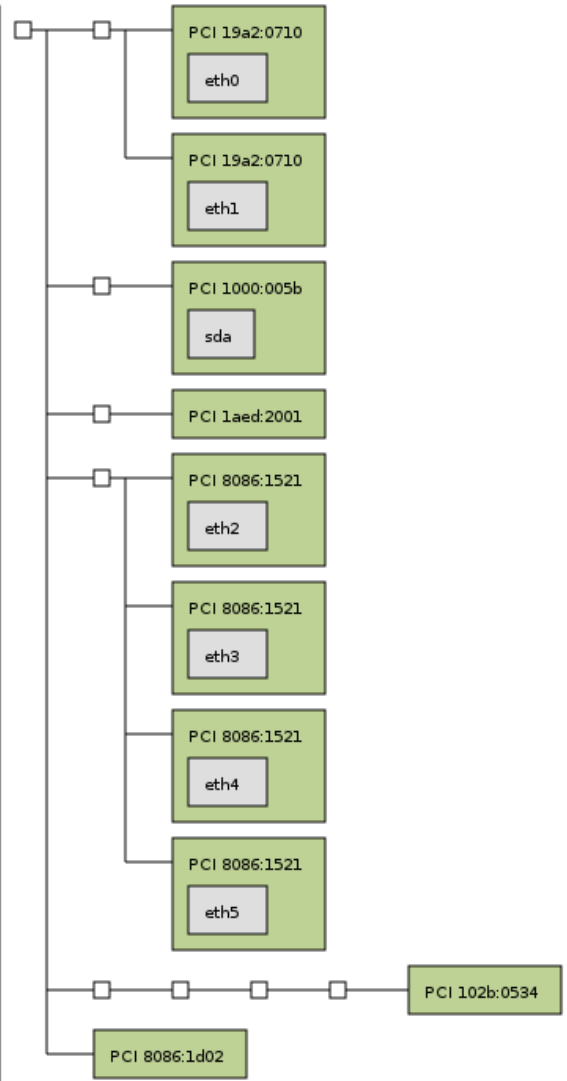 PCI 19a2:0710
eth0
PCI 19a2:0710
eth1
PCI 1000:005b
sda
PCI 1aed:2001
PCI 8086:1521
eth2
PCI 8086:1521
eth3
PCI 8086:1521
eth4
PCI 8086:1521
eth5
PCI 102b:0534
PCI 8086:1d02